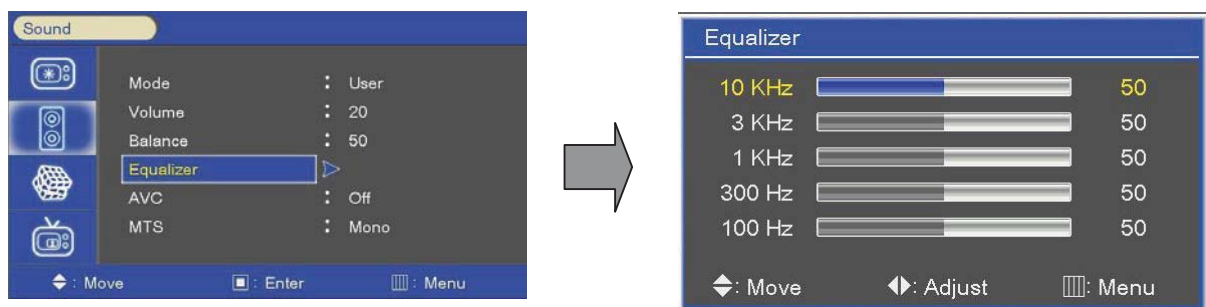 Sound
Mode : User
Volume : 20
Balance : 50
Equalizer
AVC : Off
MTS : Mono
: Move : Enter : Menu
Equalizer
10 KHz 50
3 KHz 50
1 KHz 50
300 Hz 50
100 Hz 50
: Move : Adjust : Menu